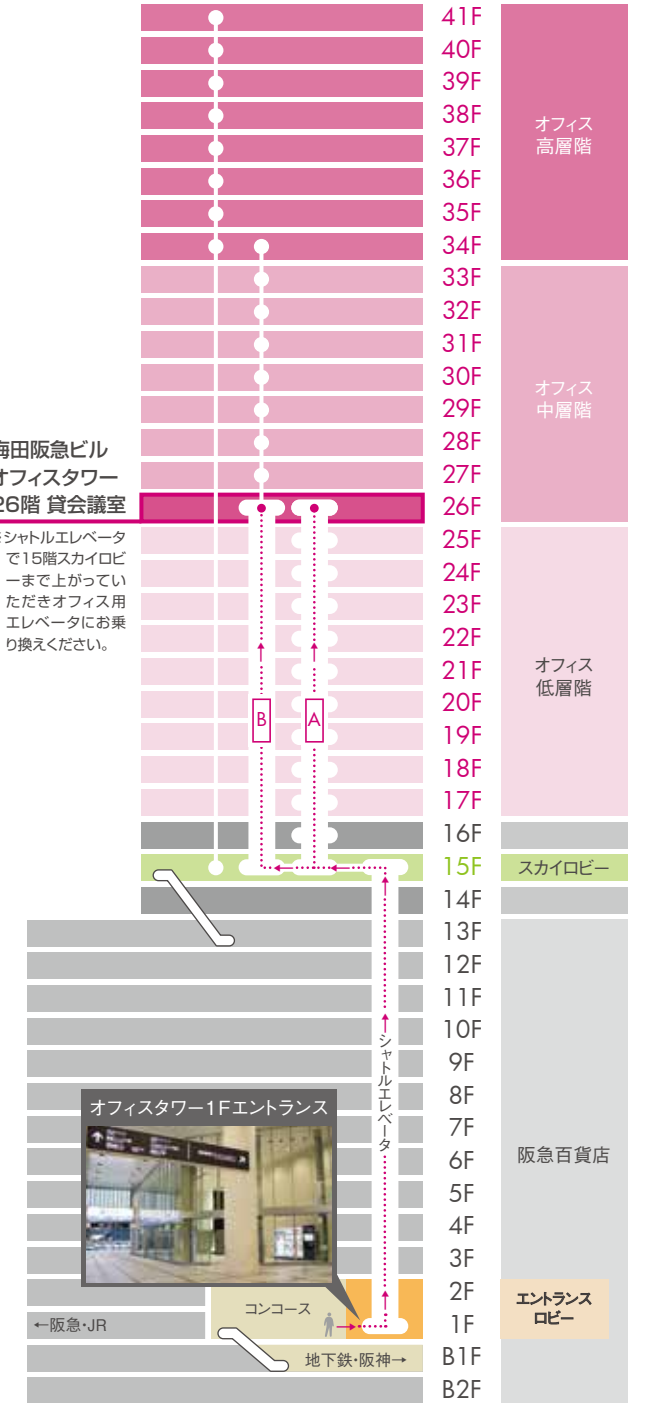 41F
40F
39F
38F
オフィス
高層階
37F
36F
35F
34F
33F
32F
31F
30F
オフィス
中層階
29F
28F
27F
26F
梅田阪急ビル
オフィスタワー
26階 貸会議室
※シャトルエレベータ
で15階スカイロビ
ーまで上がってい
ただきオフィス用
エレベータにお乗
り換えください。
25F
24F
23F
22F
21F
オフィス
低層階
20F
B
A
19F
18F
17F
16F
15F
スカイロビー
14F
13F
12F
11F
10F
シャトルエレベータ
9F
8F
オフィスタワー1Fエントランス
7F
6F
阪急百貨店
5F
4F
3F
2F
エントランス
ロビー
コンコース
←阪急・JR
1F
地下鉄・阪神→
B1F
B2F